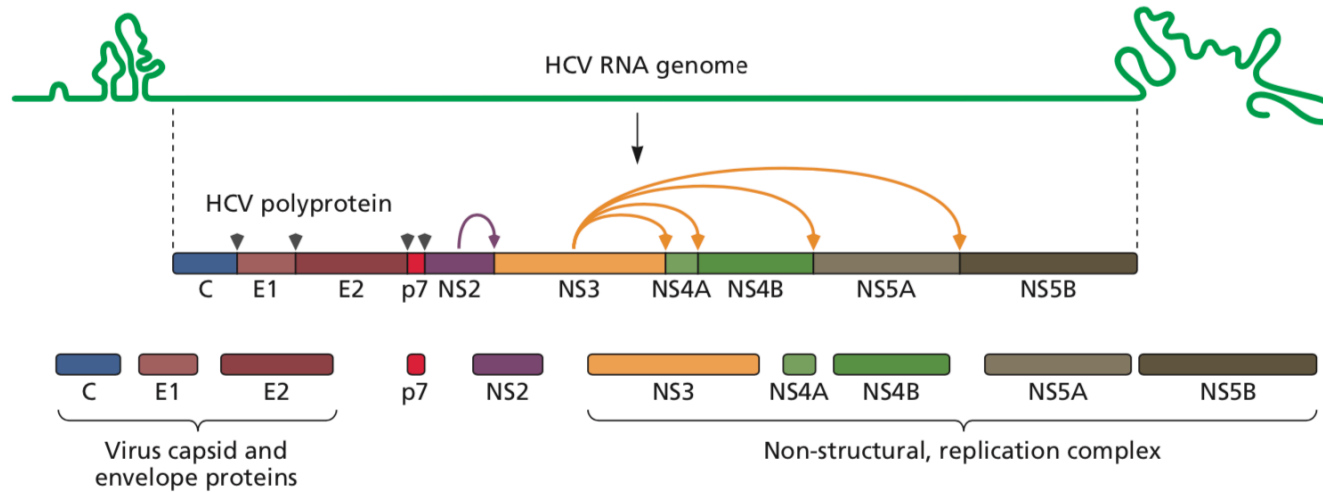 HCV RNA genome
HCV polyprotein
C E1 E2 p7 NS2 NS3 NS4A NS4B NS5A NS5B
C E1 E2 p7 NS2 NS3 NS4A NS4B NS5A NS5B
Virus capsid and
envelope proteins
Non-structural, replication complex